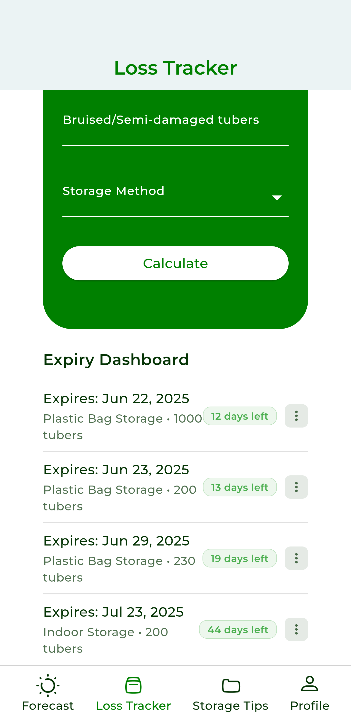 Loss Tracker
Bruised/Semi-damaged tubers
Storage Method
Calculate
Expiry Dashboard
Expires: Jun 22, 2025
Plastic Bag Storage • 1000
tubers
12 days left
Expires: Jun 23, 2025
Plastic Bag Storage • 200
tubers
13 days left
Expires: Jun 29, 2025
Plastic Bag Storage • 230
tubers
19 days left
Expires: Jul 23, 2025
Indoor Storage • 200
tubers
44 days left
Forecast
Loss Tracker
Storage Tips
Profile